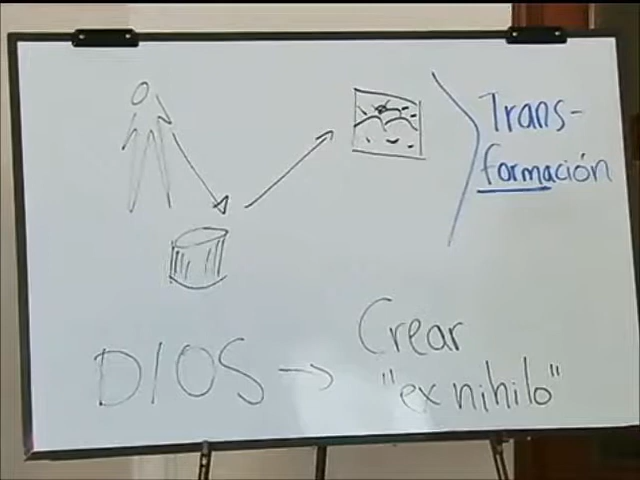 Trans-
formación
DIOS → Crear
"ex nihilo"